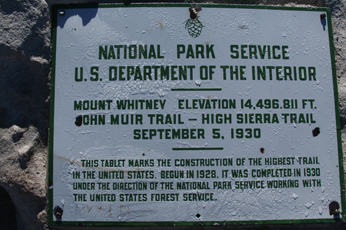 NATIONAL PARK SERVICE
U.S. DEPARTMENT OF THE INTERIOR
MOUNT WHITNEY ELEVATION 14,496.811 FT.
JOHN MUIR TRAIL — HIGH SIERRA TRAIL
SEPTEMBER 5, 1930
THIS TABLET MARKS THE CONSTRUCTION OF THE HIGHEST TRAIL
IN THE UNITED STATES. BEGUN IN 1928. IT WAS COMPLETED IN 1930
UNDER THE DIRECTION OF THE NATIONAL PARK SERVICE WORKING WITH
THE UNITED STATES FOREST SERVICE.